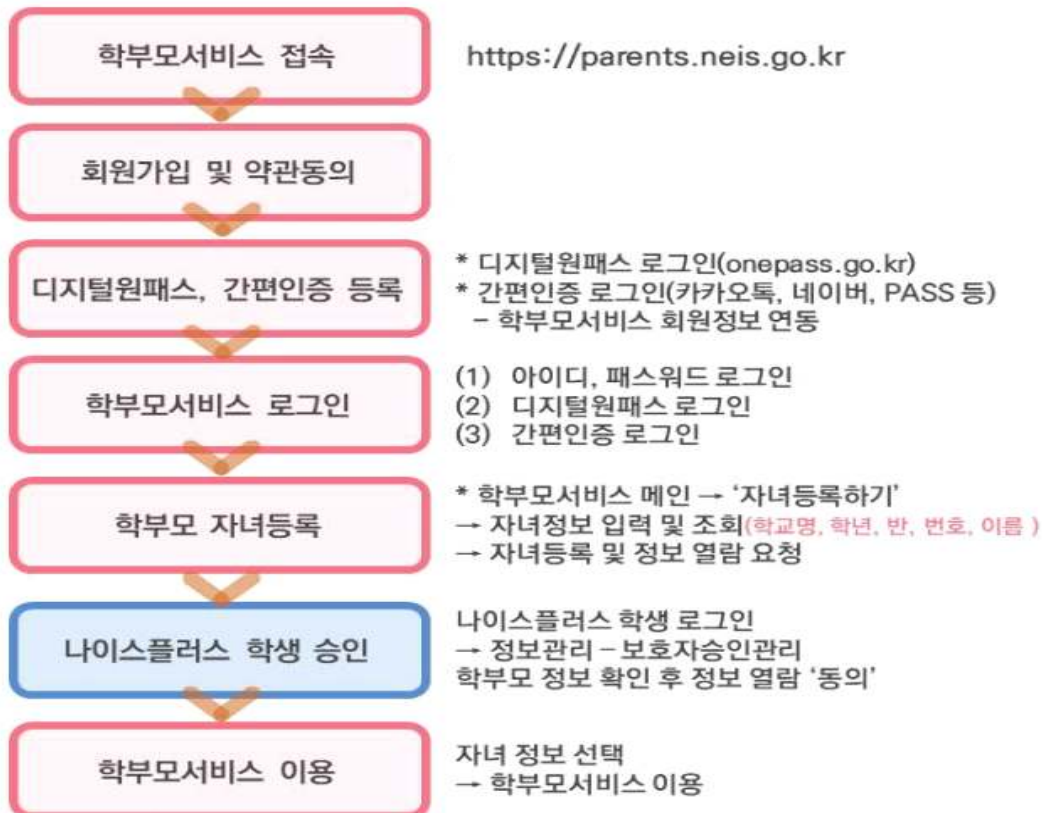 학부모서비스 접속
https://parents.neis.go.kr
회원가입 및 약관동의
디지털원패스, 간편인증 등록
* 디지털원패스 로그인(onepass.go.kr)
* 간편인증 로그인(카카오톡, 네이버, PASS 등)
- 학부모서비스 회원정보 연동
학부모서비스 로그인
(1) 아이디, 패스워드 로그인
(2) 디지털원패스 로그인
(3) 간편인증 로그인
학부모 자녀등록
* 학부모서비스 메인 → ‘자녀등록하기’
→ 자녀정보 입력 및 조회(학교명, 학년, 반, 번호, 이름 )
→ 자녀등록 및 정보 열람 요청
나이스플러스 학생 승인
나이스플러스 학생 로그인
→ 정보관리 – 보호자승인관리
학부모 정보 확인 후 정보 열람 ‘동의’
학부모서비스 이용
자녀 정보 선택
→ 학부모서비스 이용